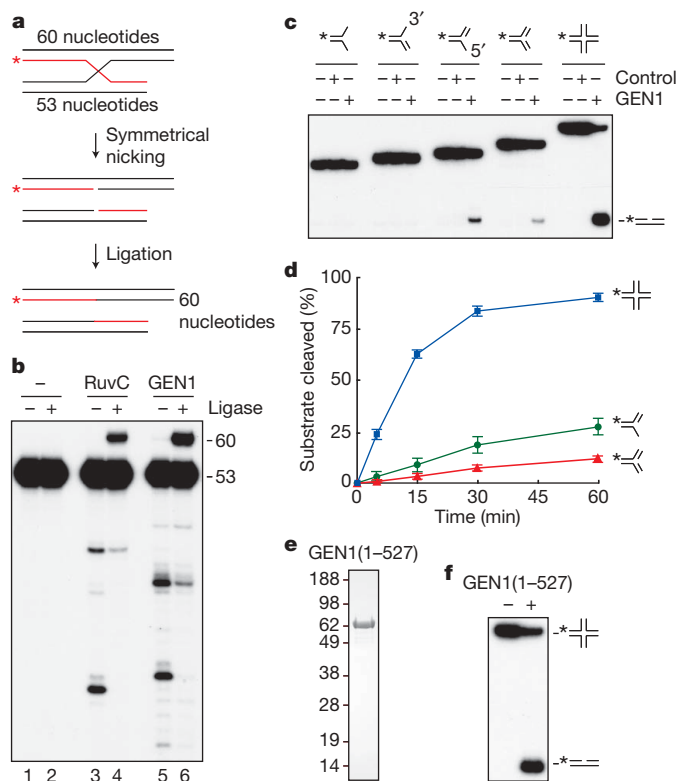 a
60 nucleotides
*
53 nucleotides
Symmetrical
nicking
*
Ligation
* 60
nucleotides
b
– RuvC GEN1
– + – + – + Ligase
-60
-53
1 2 3 4 5 6
c
* * 3′ * 5′ * *
– + – – + – – + – – + – – + – Control
– – + – – + – – + – – + – – + GEN1
-*
d
Substrate cleaved (%)
100
75
50
25
0
0 15 30 45 60
Time (min)
*
*
*
e
GEN1(1–527)
188
98
62
49
38
28
19
14
f
GEN1(1–527)
– +
-*
-*